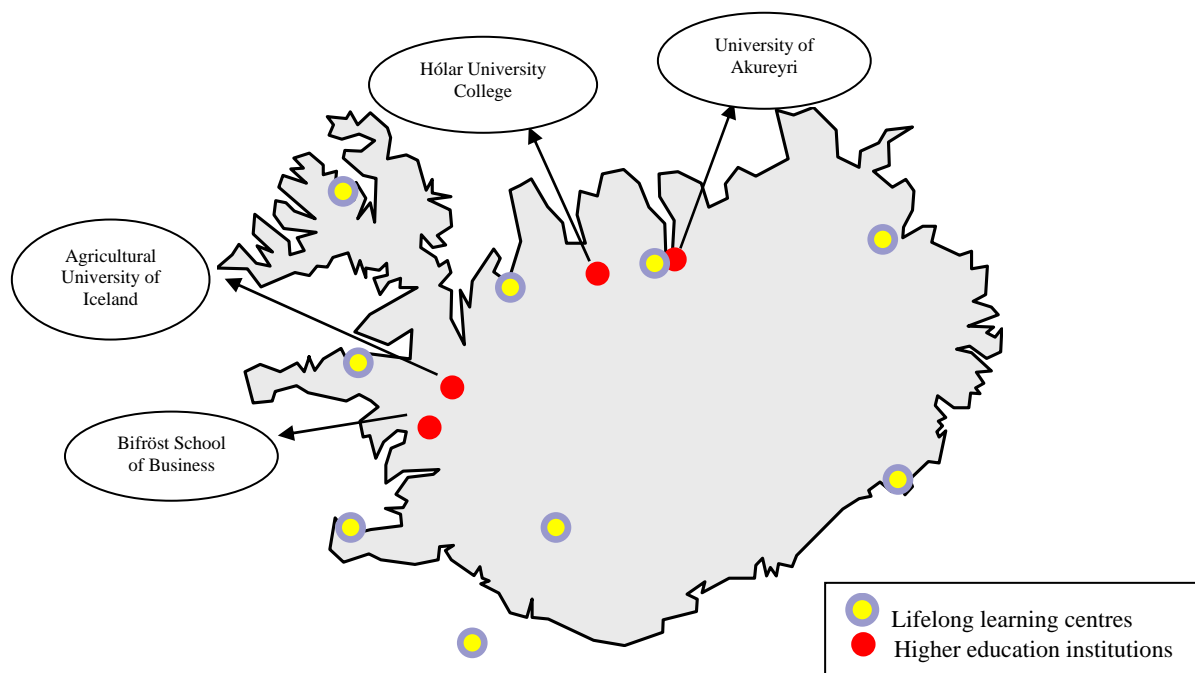 University of
Akureyri
Hólar University
College
Agricultural
University of
Iceland
Bifröst School
of Business
Lifelong learning centres
Higher education institutions